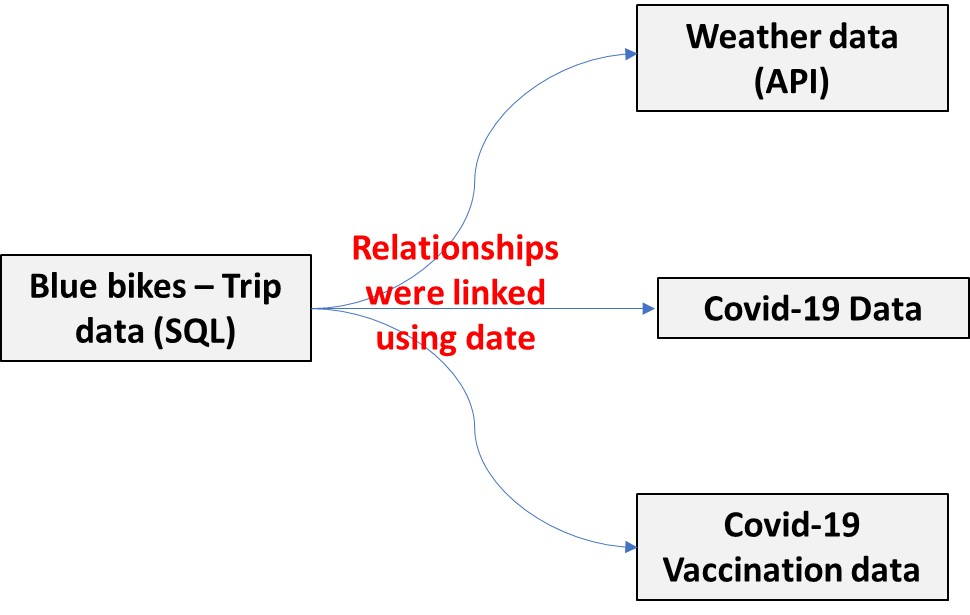 Weather data
(API)
Relationships
were linked
using date
Blue bikes – Trip
data (SQL)
Covid-19 Data
Covid-19
Vaccination data